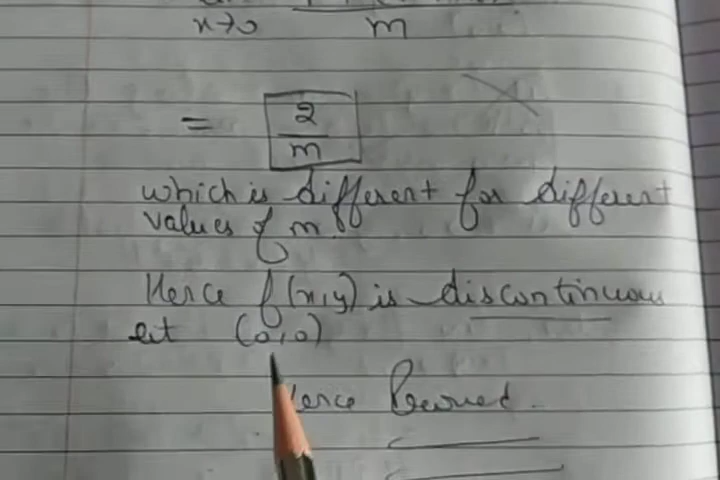 x→0 m
= 2/m
which is different for different
values of m
Hence f(x,y) is discontinuous
at (0,0)
Hence Proved.